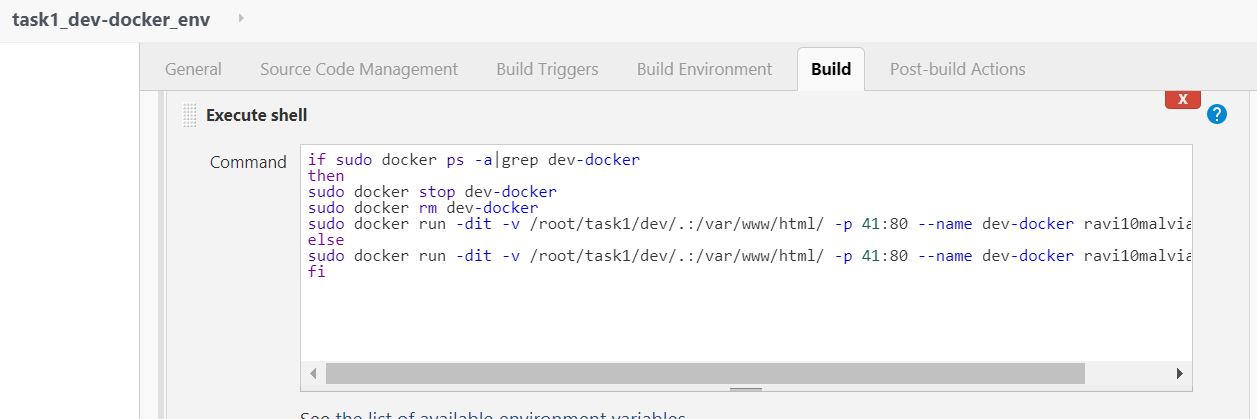 task1_dev-docker_env
General Source Code Management Build Triggers Build Environment Build Post-build Actions
X
Execute shell ?
Command
if sudo docker ps -a|grep dev-docker
then
sudo docker stop dev-docker
sudo docker rm dev-docker
sudo docker run -dit -v /root/task1/dev/.:/var/www/html/ -p 41:80 --name dev-docker ravi10malvia
else
sudo docker run -dit -v /root/task1/dev/.:/var/www/html/ -p 41:80 --name dev-docker ravi10malvia
fi
See the list of available environment variables